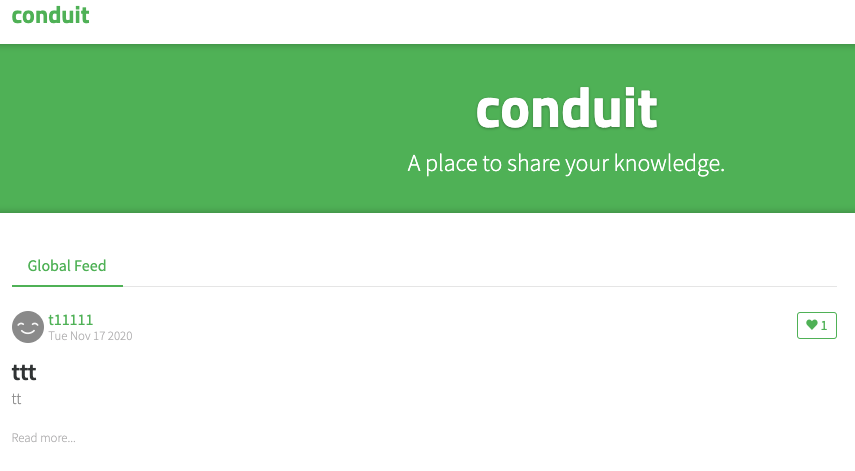 conduit
conduit
A place to share your knowledge.
Global Feed
t11111
Tue Nov 17 2020
1
ttt
tt
Read more...